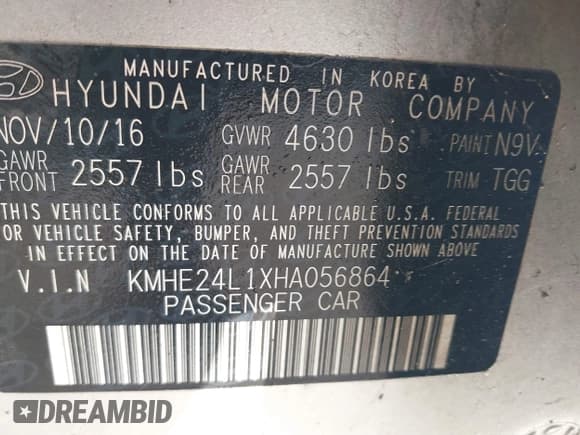 MANUFACTURED IN KOREA BY
HYUNDAI MOTOR COMPANY
NOV/10/16 GVWR 4630 lbs PAINT N9V
GAWR FRONT 2557 lbs GAWR REAR 2557 lbs TRIM TGG
THIS VEHICLE CONFORMS TO ALL APPLICABLE U.S.A. FEDERAL
OR VEHICLE SAFETY, BUMPER, AND THEFT PREVENTION STANDARDS
IN EFFECT ON THE DATE OF MANUFACTURE SHOWN ABOVE.
V.I.N KMHE24L1XHA056864
PASSENGER CAR
DREAMBID